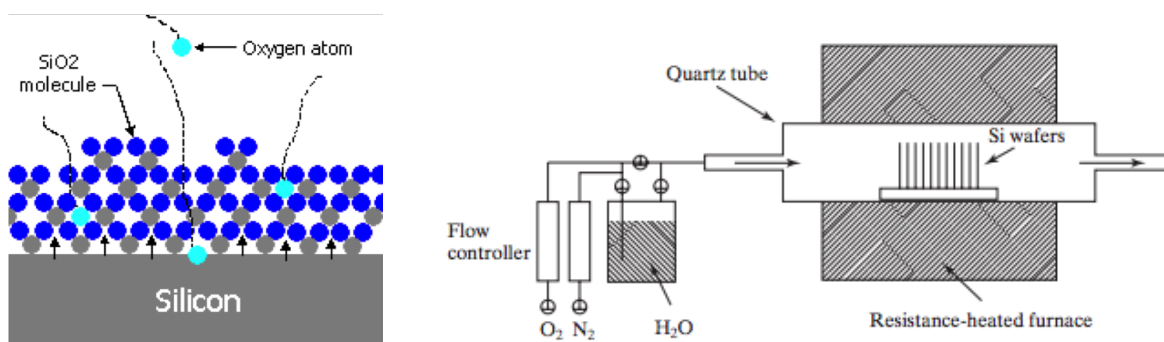 Oxygen atom
SiO2
molecule
Silicon
Quartz tube
Si wafers
Flow
controller
O₂ N₂
H₂O
Resistance-heated furnace